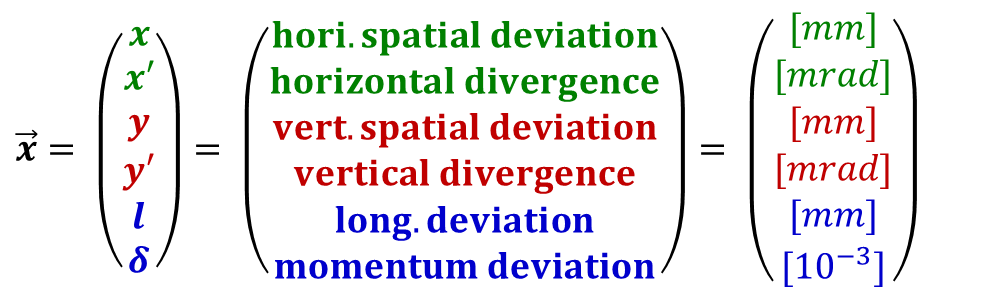 x⃗ = (x = (hori. spatial deviation = ([mm]
x′ horizontal divergence [mrad]
y vert. spatial deviation [mm]
y′ vertical divergence [mrad]
l long. deviation [mm]
δ) momentum deviation) [10⁻³])